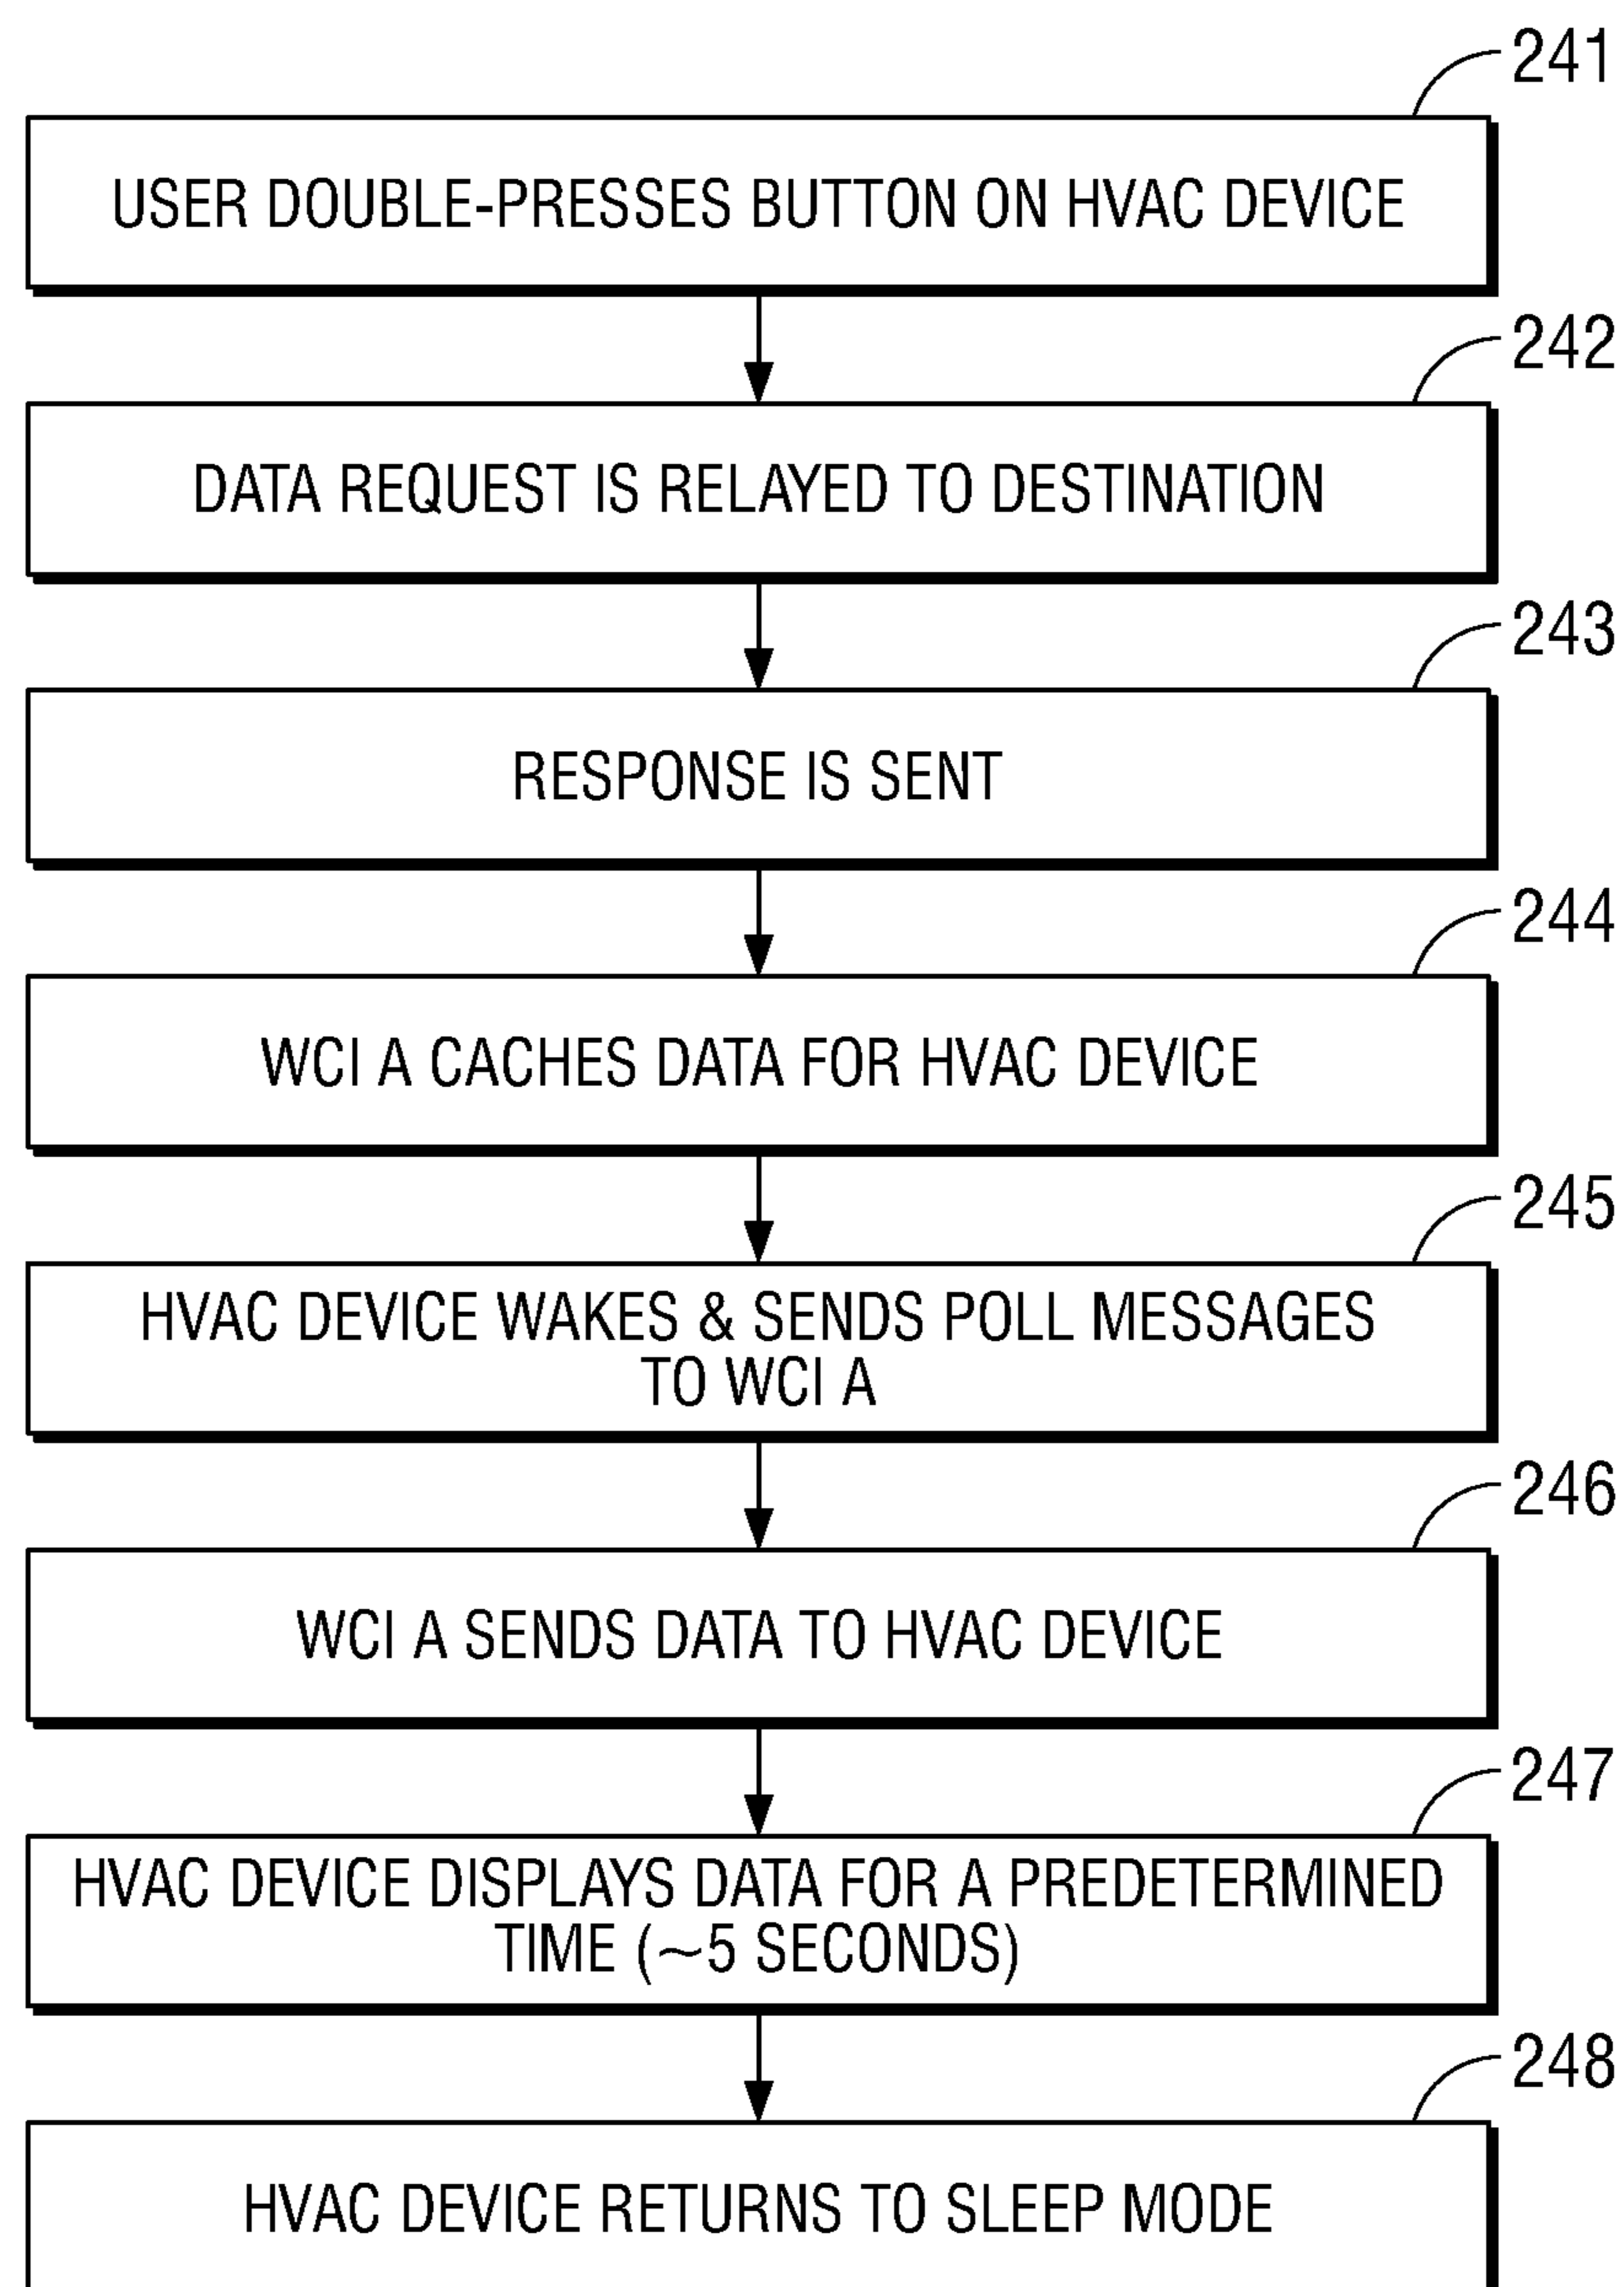 241
USER DOUBLE-PRESSES BUTTON ON HVAC DEVICE
242
DATA REQUEST IS RELAYED TO DESTINATION
243
RESPONSE IS SENT
244
WCI A CACHES DATA FOR HVAC DEVICE
245
HVAC DEVICE WAKES & SENDS POLL MESSAGES
TO WCI A
246
WCI A SENDS DATA TO HVAC DEVICE
247
HVAC DEVICE DISPLAYS DATA FOR A PREDETERMINED
TIME (~5 SECONDS)
248
HVAC DEVICE RETURNS TO SLEEP MODE